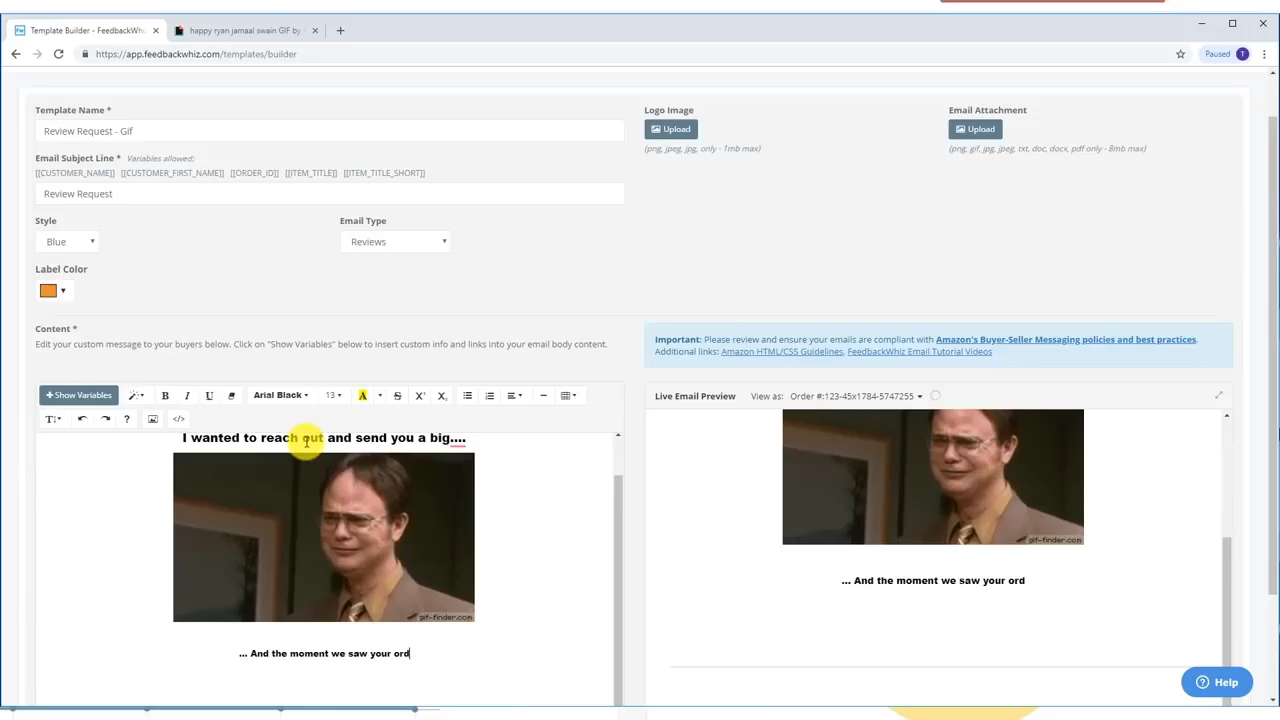 Template Builder - FeedbackWhi
happy ryan jamaal swain GIF by
https://app.feedbackwhiz.com/templates/builder
Paused T
Template Name *
Review Request - Gif
Email Subject Line * Variables allowed:
[[CUSTOMER_NAME]] [[CUSTOMER_FIRST_NAME]] [[ORDER_ID]] [[ITEM_TITLE]] [[ITEM_TITLE_SHORT]]
Review Request
Style
Blue
Email Type
Reviews
Label Color
Logo Image
Upload
(png, jpeg, jpg, only - 1mb max)
Email Attachment
Upload
(png, gif, jpg, jpeg, txt, doc, docx, pdf only - 8mb max)
Content *
Edit your custom message to your buyers below. Click on "Show Variables" below to insert custom info and links into your email body content.
Important: Please review and ensure your emails are compliant with Amazon's Buyer-Seller Messaging policies and best practices.
Additional links: Amazon HTML/CSS Guidelines, FeedbackWhiz Email Tutorial Videos
+ Show Variables
B I U Arial Black 13 A S X² X₂
T↕ ? </>
I wanted to reach out and send you a big....
gif-finder.com
... And the moment we saw your ord
Live Email Preview View as: Order #:123-45x1784-5747255
gif-finder.com
... And the moment we saw your ord
? Help